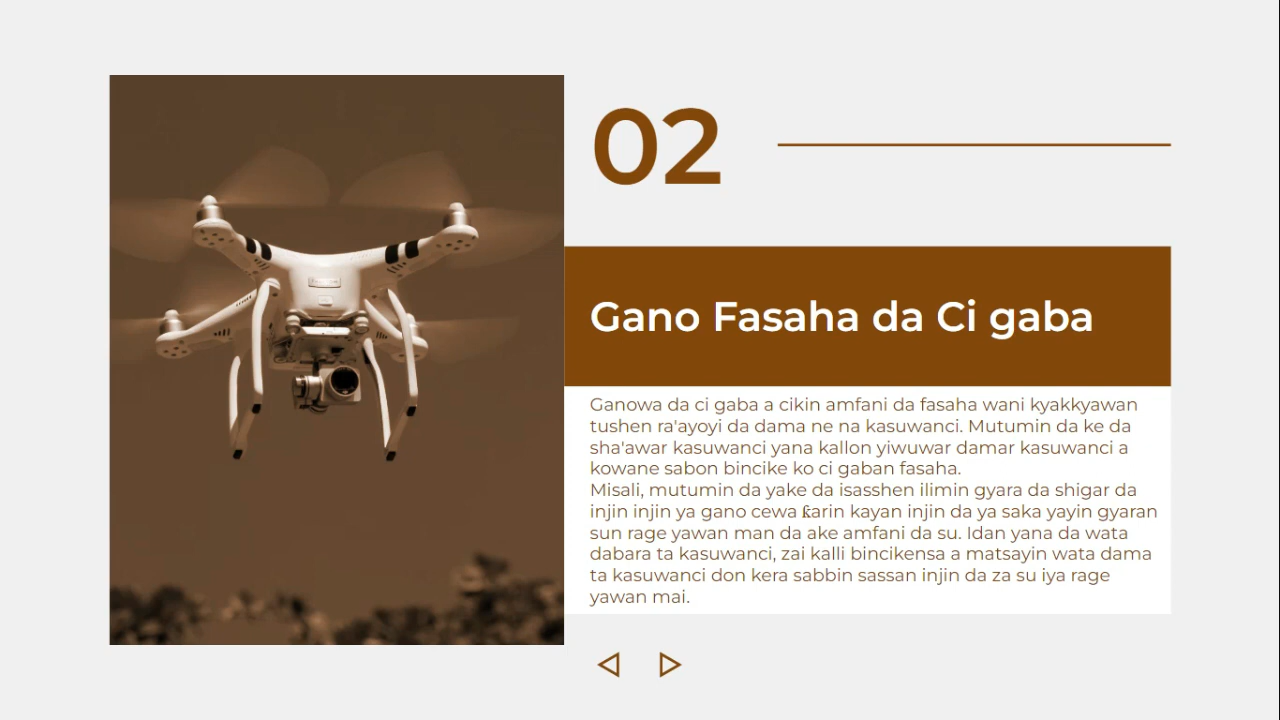 02
Gano Fasaha da Ci gaba
Ganowa da ci gaba a cikin amfani da fasaha wani kyakkyawan
tushen ra'ayoyi da dama ne na kasuwanci. Mutumin da ke da
sha'awar kasuwanci yana kallon yiwuwar damar kasuwanci a
kowane sabon bincike ko ci gaban fasaha.
Misali, mutumin da yake da isasshen ilimin gyara da shigar da
injin injin ya gano cewa ƙarin kayan injin da ya saka yayin gyaran
sun rage yawan man da ake amfani da su. Idan yana da wata
dabara ta kasuwanci, zai kalli bincikensa a matsayin wata dama
ta kasuwanci don kera sabbin sassan injin da za su iya rage
yawan mai.